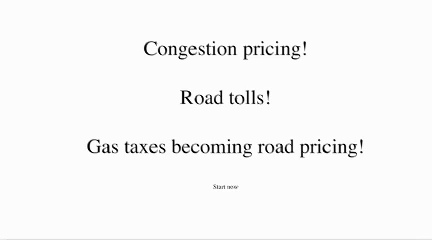 Congestion pricing!
Road tolls!
Gas taxes becoming road pricing!
Start now